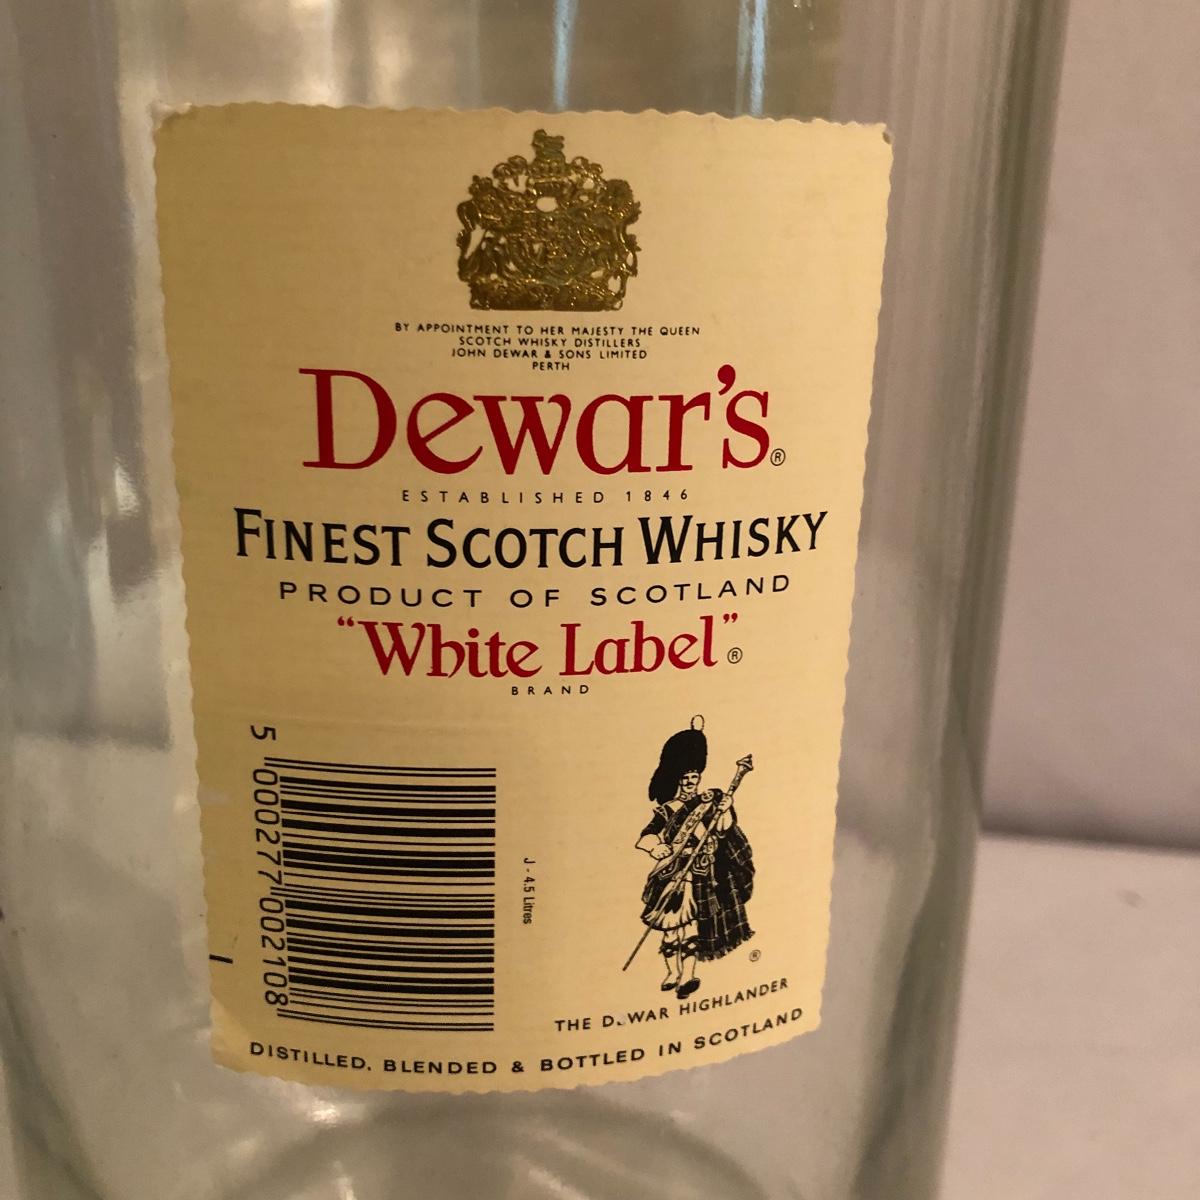 BY APPOINTMENT TO HER MAJESTY THE QUEEN
SCOTCH WHISKY DISTILLERS
JOHN DEWAR & SONS LIMITED
PERTH
Dewar's®
ESTABLISHED 1846
FINEST SCOTCH WHISKY
PRODUCT OF SCOTLAND
“White Label”®
BRAND
5 000277 002108
J - 4.5 Litres
®
THE DEWAR HIGHLANDER
DISTILLED, BLENDED & BOTTLED IN SCOTLAND